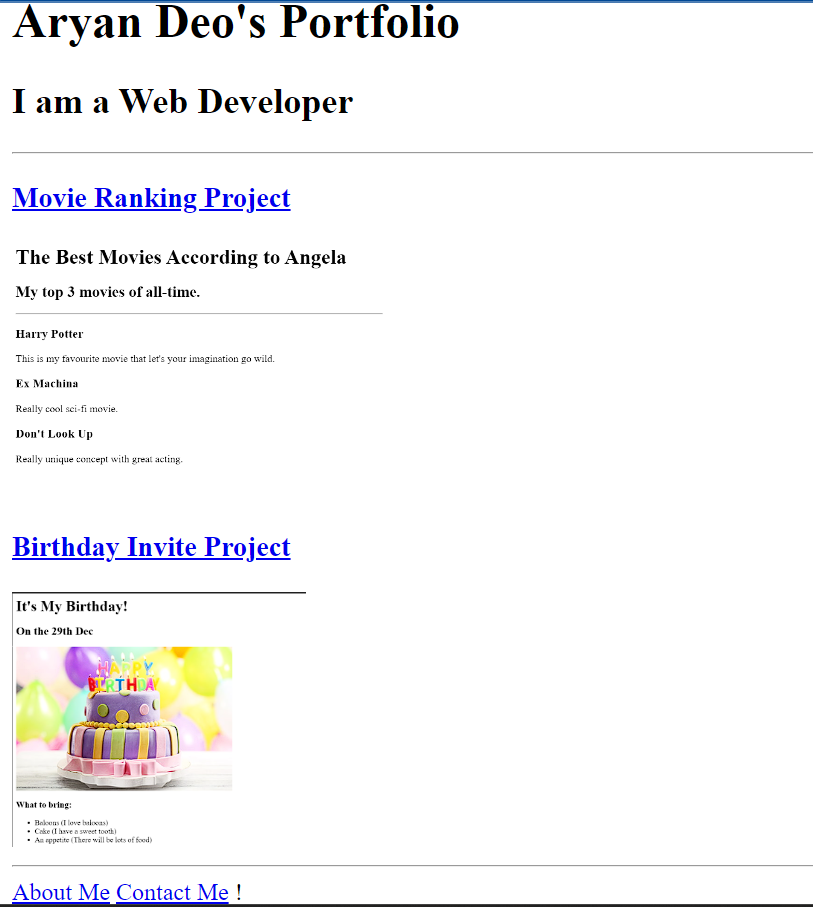 Aryan Deo's Portfolio
I am a Web Developer
Movie Ranking Project
The Best Movies According to Angela
My top 3 movies of all-time.
Harry Potter
This is my favourite movie that let's your imagination go wild.
Ex Machina
Really cool sci-fi movie.
Don't Look Up
Really unique concept with great acting.
Birthday Invite Project
It's My Birthday!
On the 29th Dec
HAPPY
BIRTHDAY
What to bring:
• Baloons (I love baloons)
• Cake (I have a sweet tooth)
• An appetite (There will be lots of food)
About Me Contact Me !